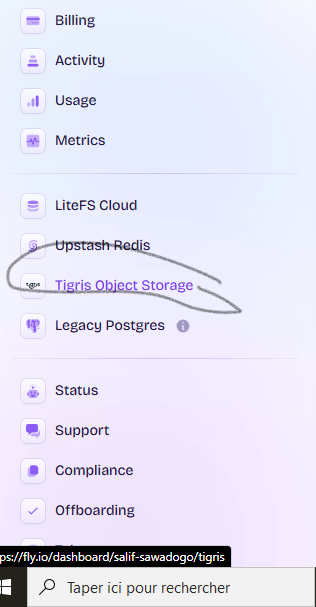 Billing
Activity
Usage
Metrics
LiteFS Cloud
Upstash Redis
Tigris Object Storage
Legacy Postgres
Status
Support
Compliance
Offboarding
ps://fly.io/dashboard/salif-sawadogo/tigris
Taper ici pour rechercher